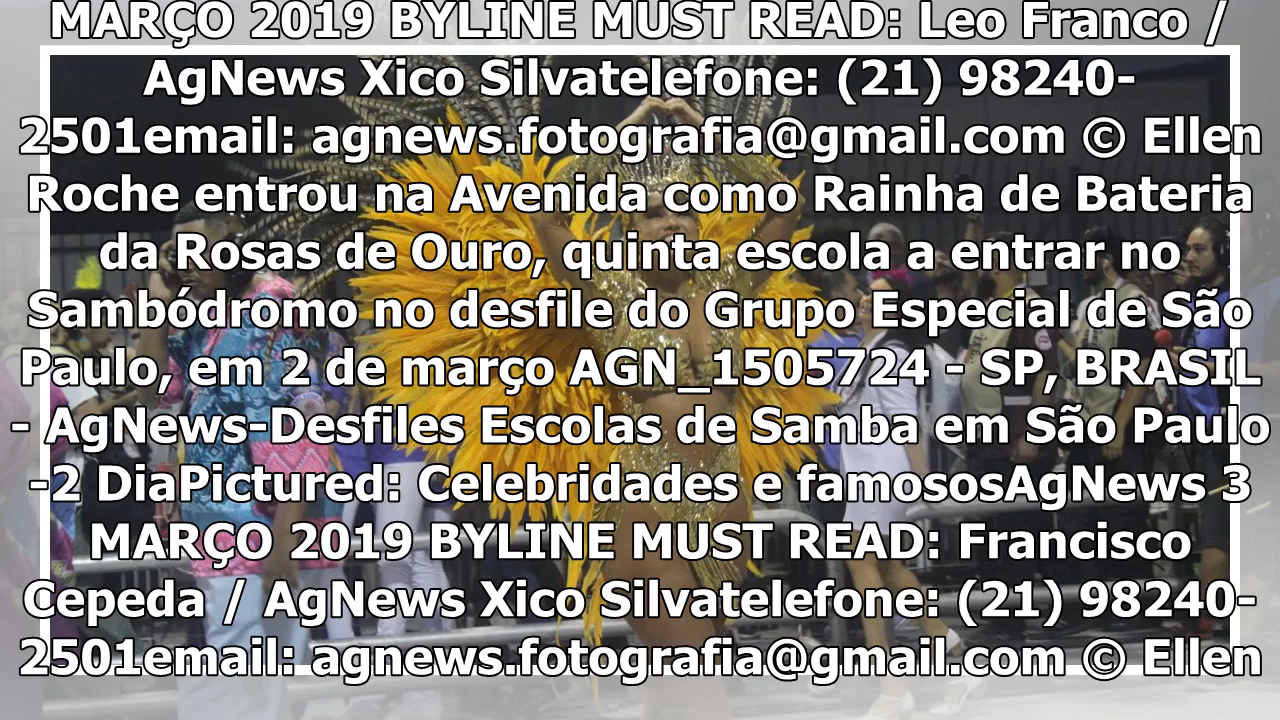 MARÇO 2019 BYLINE MUST READ: Leo Franco /
AgNews Xico Silvatelefone: (21) 98240-
2501email: agnews.fotografia@gmail.com © Ellen
Roche entrou na Avenida como Rainha de Bateria
da Rosas de Ouro, quinta escola a entrar no
Sambódromo no desfile do Grupo Especial de São
Paulo, em 2 de março AGN_1505724 - SP, BRASIL
- AgNews-Desfiles Escolas de Samba em São Paulo
-2 DiaPictured: Celebridades e famososAgNews 3
MARÇO 2019 BYLINE MUST READ: Francisco
Cepeda / AgNews Xico Silvatelefone: (21) 98240-
2501email: agnews.fotografia@gmail.com © Ellen